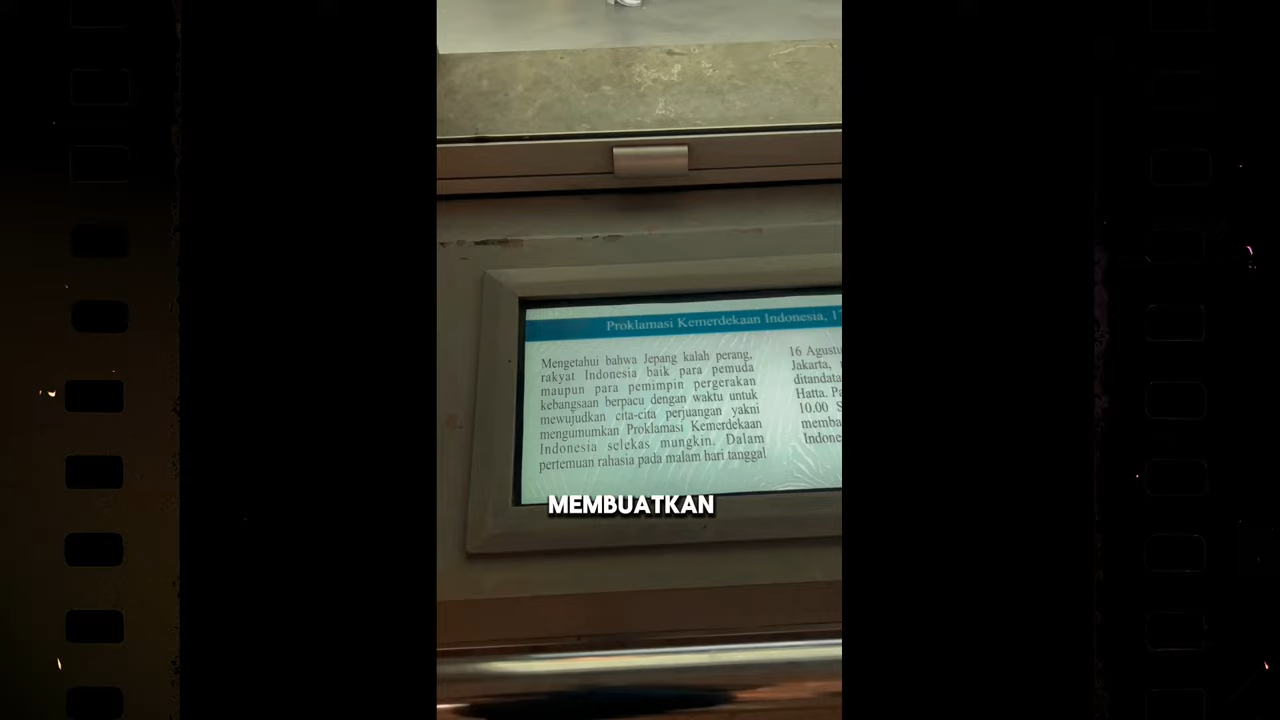 Proklamasi Kemerdekaan Indonesia, 17
Mengetahui bahwa Jepang kalah perang,
rakyat Indonesia baik para pemuda
maupun para pemimpin pergerakan
kebangsaan berpacu dengan waktu untuk
mewujudkan cita-cita perjuangan yakni
mengumumkan Proklamasi Kemerdekaan
Indonesia selekas mungkin. Dalam
pertemuan rahasia pada malam hari tanggal
16 Agustu
Jakarta,
ditandata
Hatta. Pa
10.00 S
memba
Indone
MEMBUATKAN